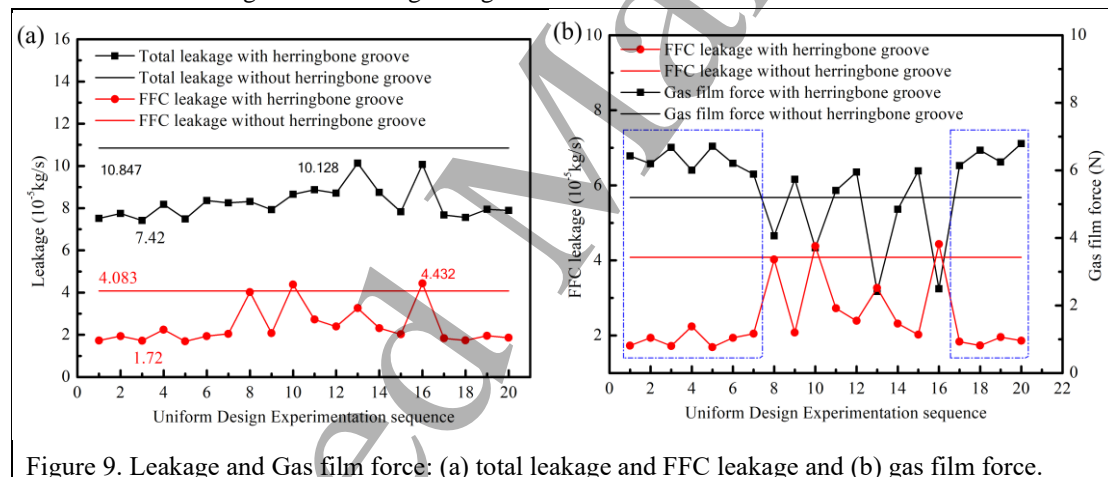 (a)
16
14
12
10
8
6
4
2
0
Leakage (10⁻⁵kg/s)
Total leakage with herringbone groove
Total leakage without herringbone groove
FFC leakage with herringbone groove
FFC leakage without herringbone groove
10.847
10.128
7.42
4.083
4.432
1.72
0 2 4 6 8 10 12 14 16 18 20
Uniform Design Experimentation sequence
(b)
10
8
6
4
2
FFC leakage (10⁻⁵kg/s)
FFC leakage with herringbone groove
FFC leakage without herringbone groove
Gas film force with herringbone groove
Gas film force without herringbone groove
10
9
8
7
6
5
4
3
2
1
0
Gas film force (N)
0 2 4 6 8 10 12 14 16 18 20 22
Uniform Design Experimentation sequence
Figure 9. Leakage and Gas film force: (a) total leakage and FFC leakage and (b) gas film force.